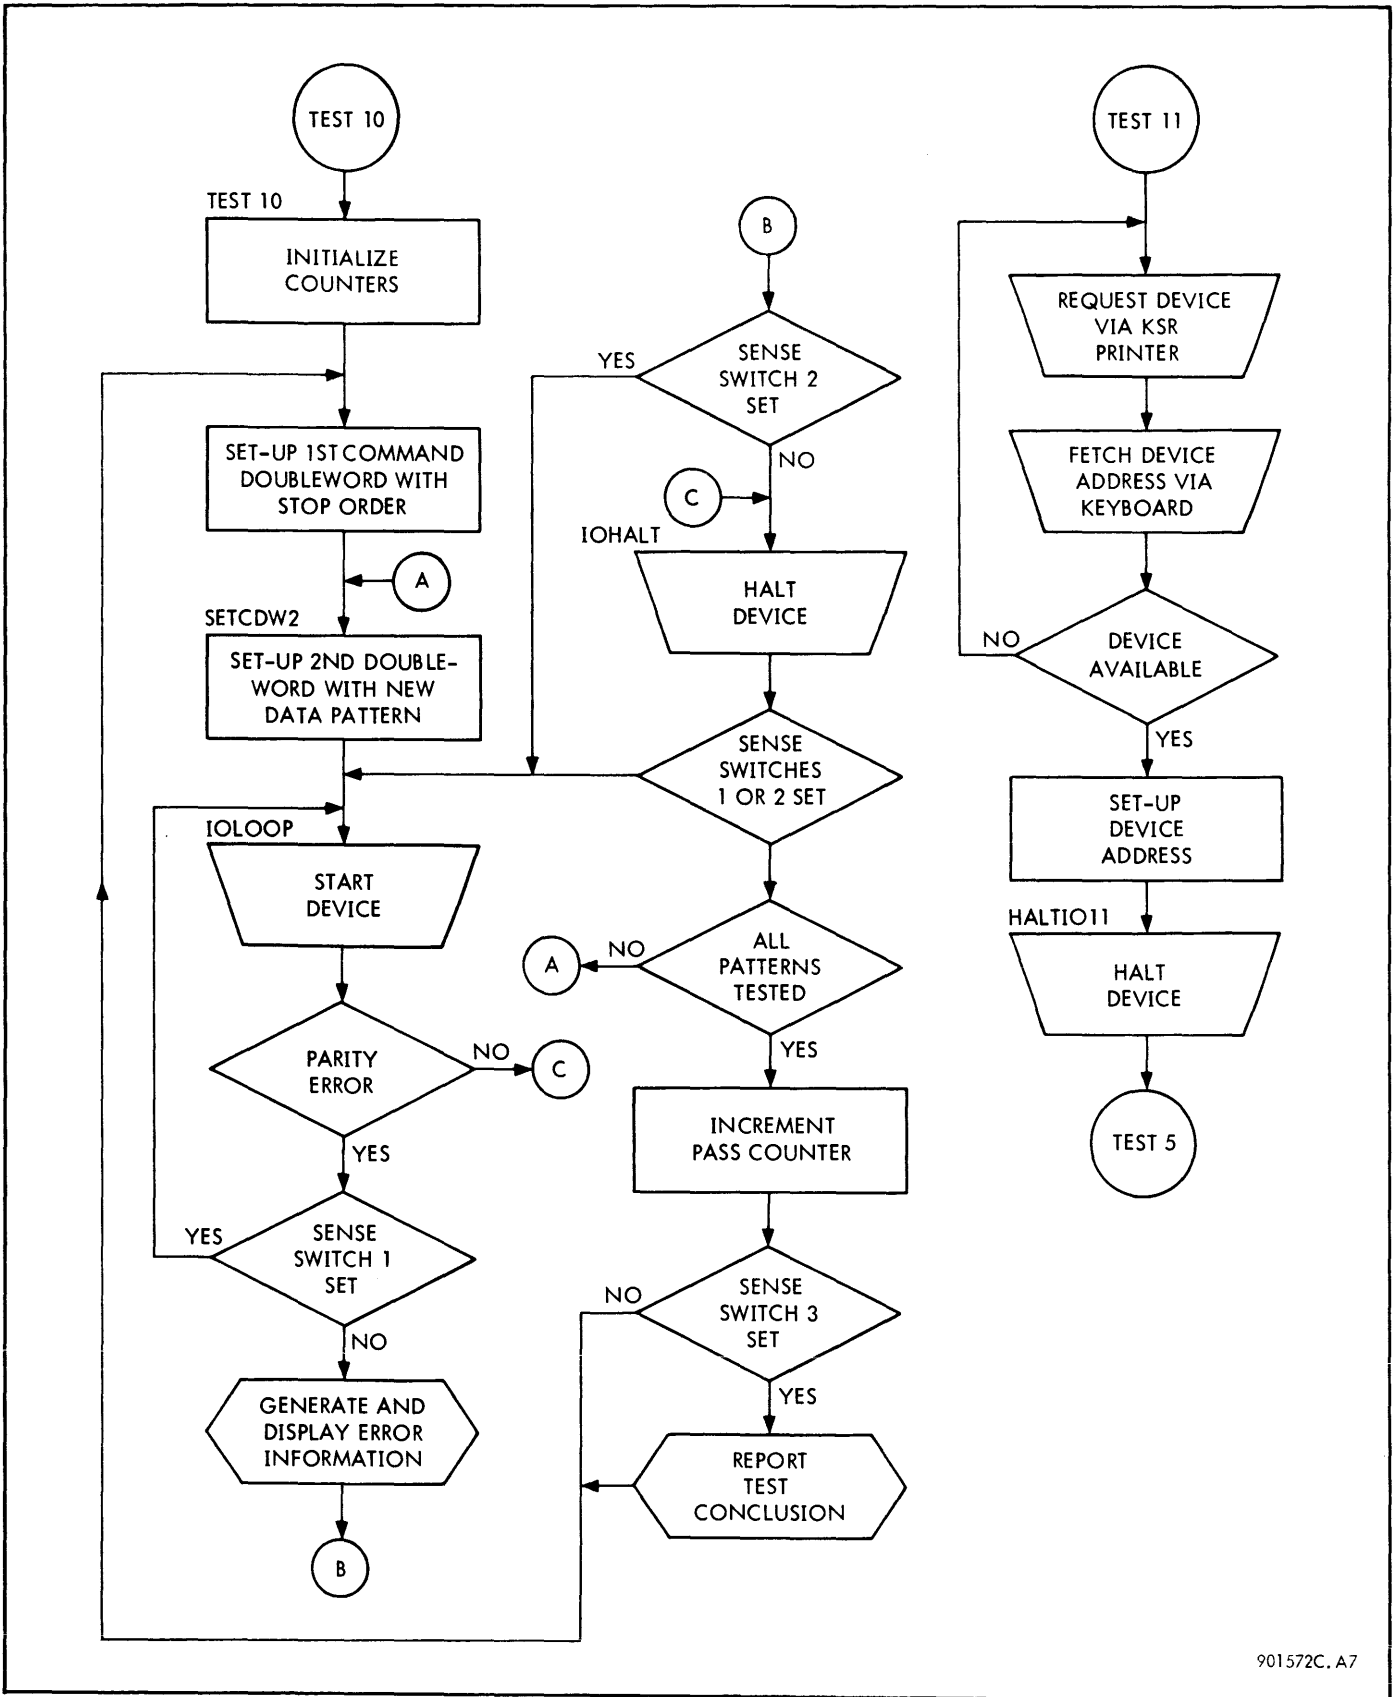 TEST 10
TEST 10
INITIALIZE
COUNTERS
SET-UP 1ST COMMAND
DOUBLEWORD WITH
STOP ORDER
A
SETCDW2
SET-UP 2ND DOUBLE-
WORD WITH NEW
DATA PATTERN
IOLOOP
START
DEVICE
PARITY
ERROR
NO
C
YES
SENSE
SWITCH 1
SET
YES
NO
GENERATE AND
DISPLAY ERROR
INFORMATION
B
B
SENSE
SWITCH 2
SET
YES
NO
C
IOHALT
HALT
DEVICE
SENSE
SWITCHES
1 OR 2 SET
ALL
PATTERNS
TESTED
NO
A
YES
INCREMENT
PASS COUNTER
SENSE
SWITCH 3
SET
NO
YES
REPORT
TEST
CONCLUSION
TEST 11
REQUEST DEVICE
VIA KSR
PRINTER
FETCH DEVICE
ADDRESS VIA
KEYBOARD
DEVICE
AVAILABLE
NO
YES
SET-UP
DEVICE
ADDRESS
HALTIO11
HALT
DEVICE
TEST 5
901572C. A7